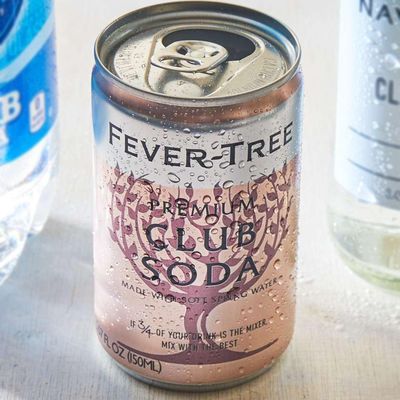 FEVER-TREE
PREMIUM
CLUB
SODA
MADE WITH SOFT SPRING WATER
IF 3/4 OF YOUR DRINK IS THE MIXER,
MIX WITH THE BEST
FL OZ (150ML)